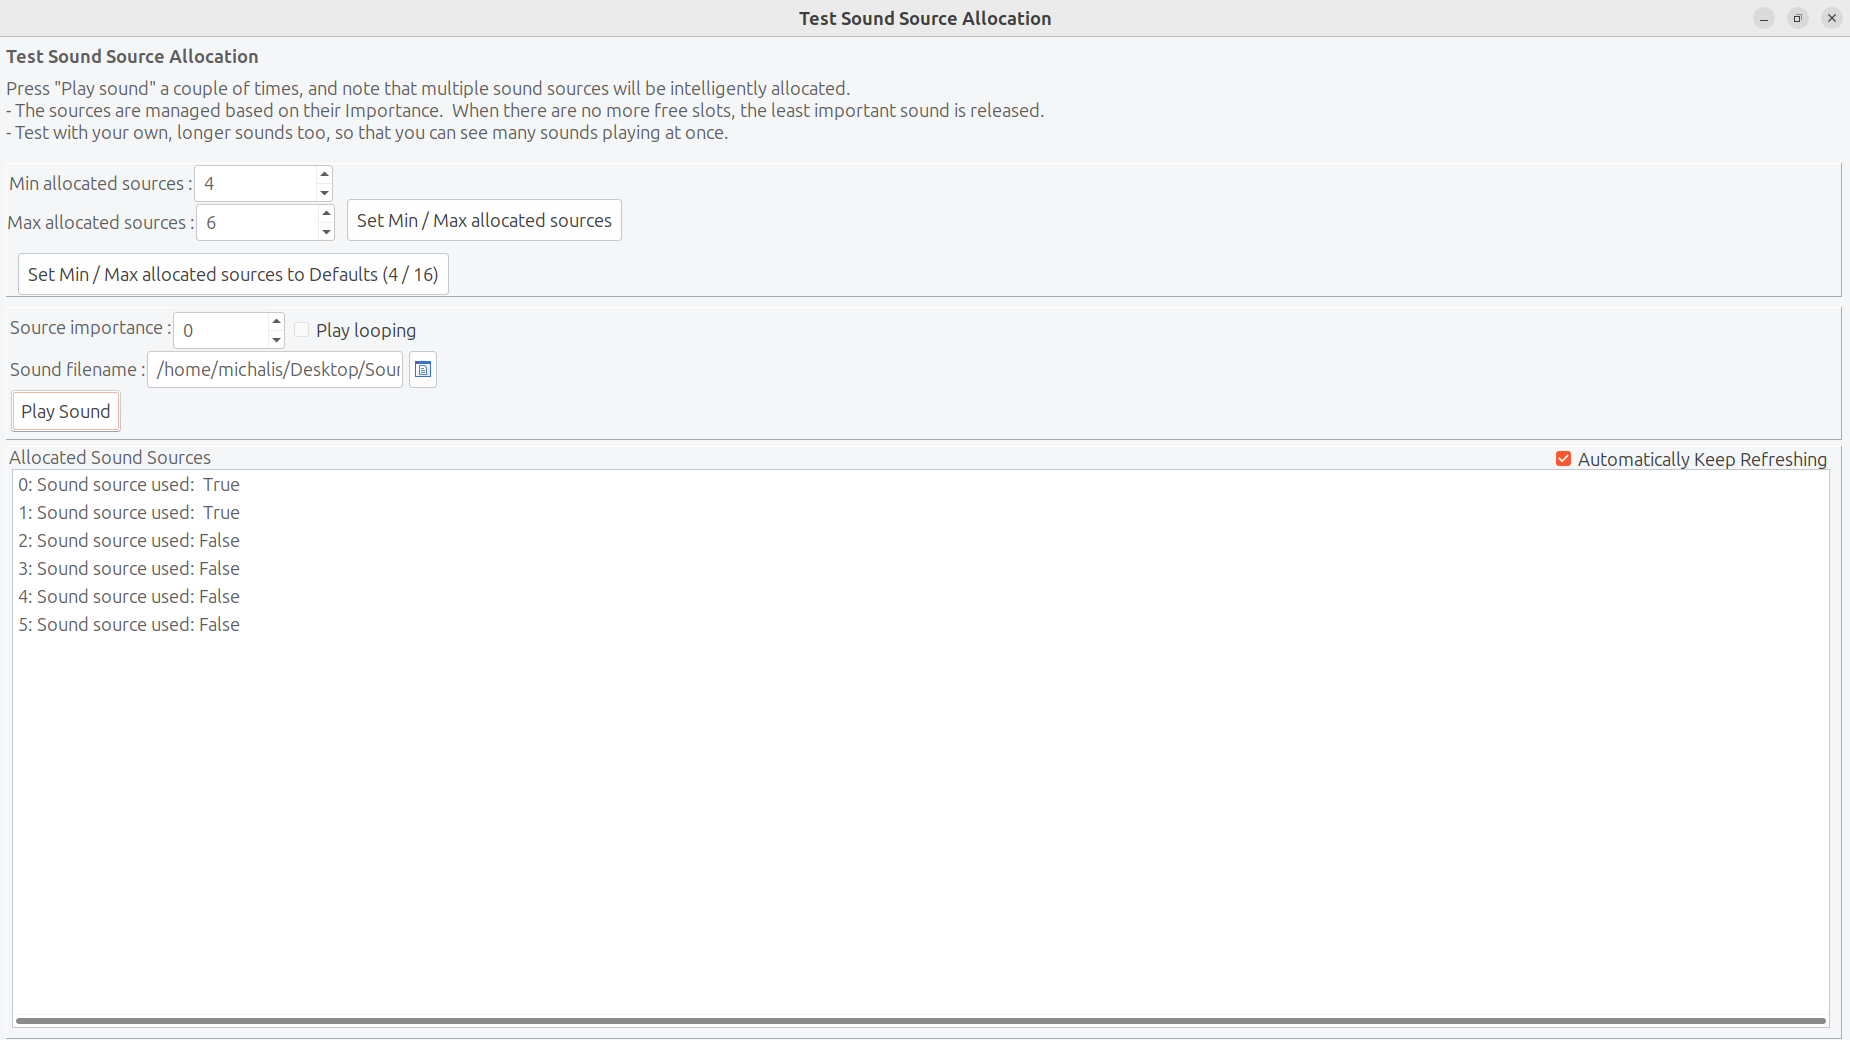 Test Sound Source Allocation
Test Sound Source Allocation
Press "Play sound" a couple of times, and note that multiple sound sources will be intelligently allocated.
- The sources are managed based on their Importance.  When there are no more free slots, the least important sound is released.
- Test with your own, longer sounds too, so that you can see many sounds playing at once.
Min allocated sources : 4
Max allocated sources : 6 Set Min / Max allocated sources
Set Min / Max allocated sources to Defaults (4 / 16)
Source importance : 0 Play looping
Sound filename : /home/michalis/Desktop/Sour
Play Sound
Allocated Sound Sources Automatically Keep Refreshing
0: Sound source used:  True
1: Sound source used:  True
2: Sound source used: False
3: Sound source used: False
4: Sound source used: False
5: Sound source used: False